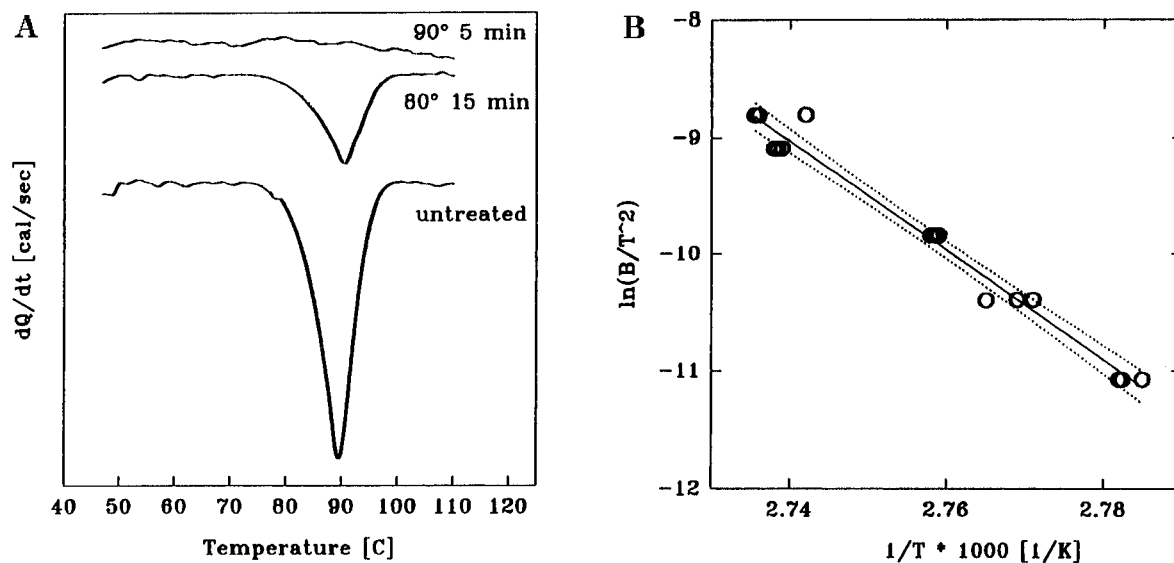 A
90° 5 min
80° 15 min
untreated
dQ/dt [cal/sec]
40 50 60 70 80 90 100 110 120
Temperature [C]
B
-8
-9
-10
-11
-12
ln(B/T^2)
2.74 2.76 2.78
1/T * 1000 [1/K]